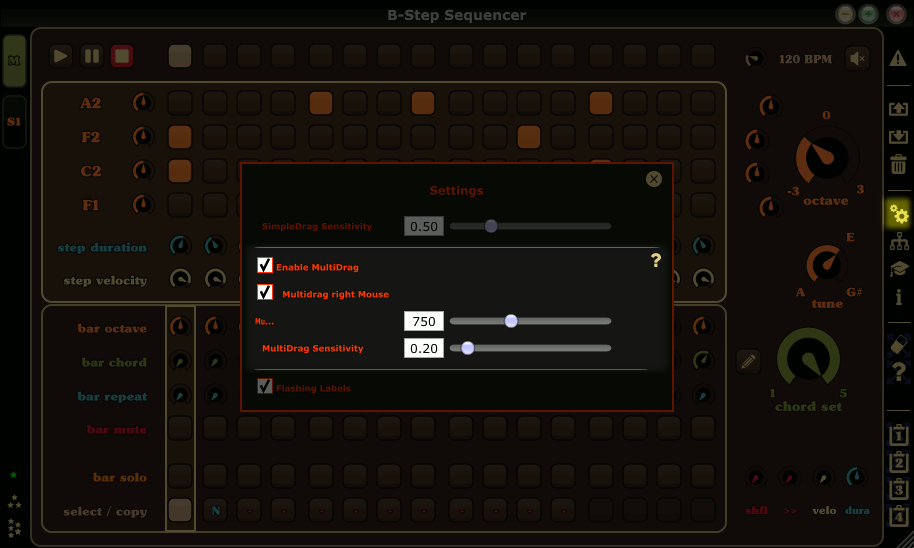 B-Step Sequencer
M
120 BPM
S1
A2
F2
C2
F1
step duration
step velocity
0
-3
3
octave
E
A
G#
tune
Settings
SimpleDrag Sensitivity 0.50
Enable MultiDrag ?
Multidrag right Mouse
Mu... 750
MultiDrag Sensitivity 0.20
Flashing Labels
bar octave
bar chord
bar repeat
bar mute
bar solo
select / copy
N
1
5
chord set
shfl >> velo dura
i
?
1
2
3
4